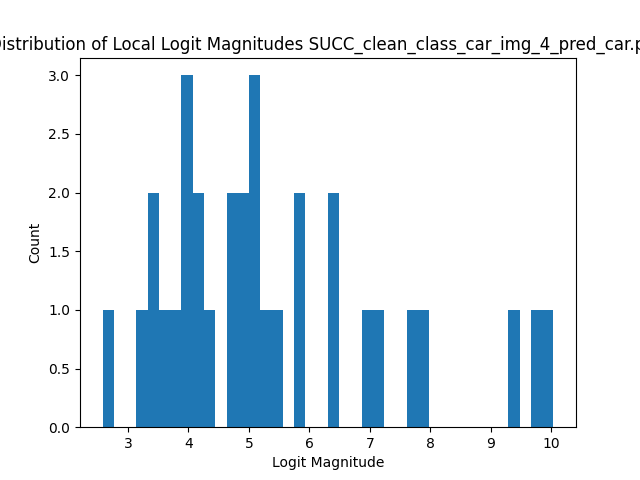 Distribution of Local Logit Magnitudes SUCC_clean_class_car_img_4_pred_car.p
3.0
2.5
2.0
1.5
1.0
0.5
0.0
Count
3 4 5 6 7 8 9 10
Logit Magnitude